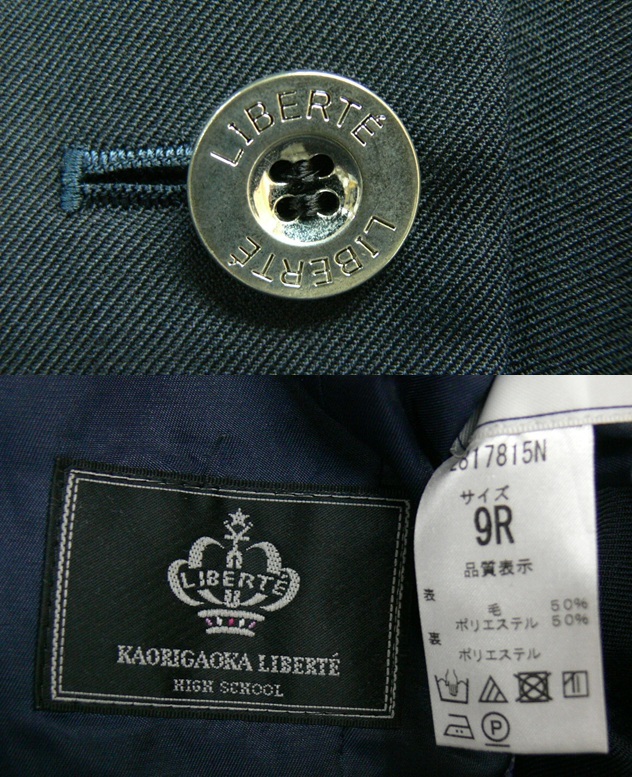 LIBERTÉ
LIBERTÉ
LIBERTÉ
KAORIGAOKA LIBERTÉ
HIGH SCHOOL
2817815N
サイズ
9R
品質表示
表
毛 50%
ポリエステル 50%
裏
ポリエステル
P